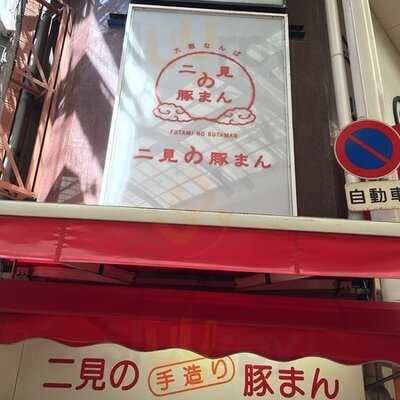 大阪なんば
二見
の
豚まん
FUTAMI NO BUTAMAN
二見の豚まん
自動車
二見の手造り豚まん